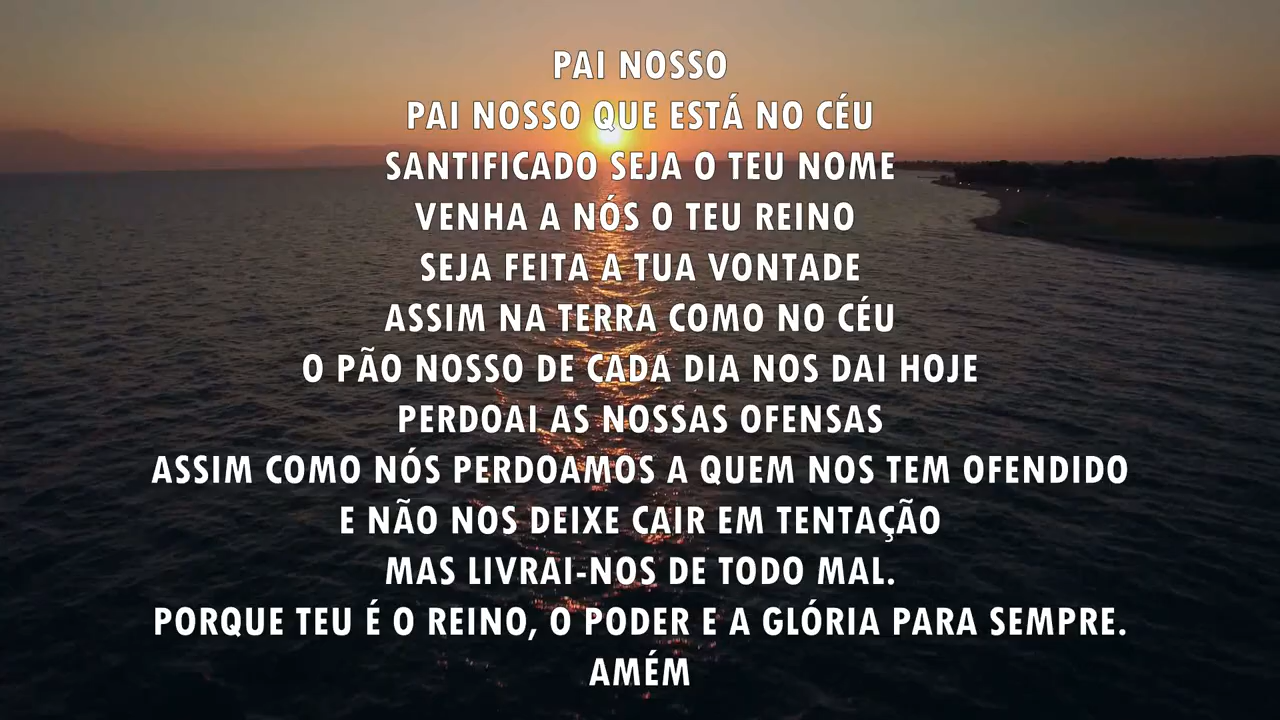 PAI NOSSO
PAI NOSSO QUE ESTÁ NO CÉU
SANTIFICADO SEJA O TEU NOME
VENHA A NÓS O TEU REINO
SEJA FEITA A TUA VONTADE
ASSIM NA TERRA COMO NO CÉU
O PÃO NOSSO DE CADA DIA NOS DAI HOJE
PERDOAI AS NOSSAS OFENSAS
ASSIM COMO NÓS PERDOAMOS A QUEM NOS TEM OFENDIDO
E NÃO NOS DEIXE CAIR EM TENTAÇÃO
MAS LIVRAI-NOS DE TODO MAL.
PORQUE TEU É O REINO, O PODER E A GLÓRIA PARA SEMPRE.
AMÉM